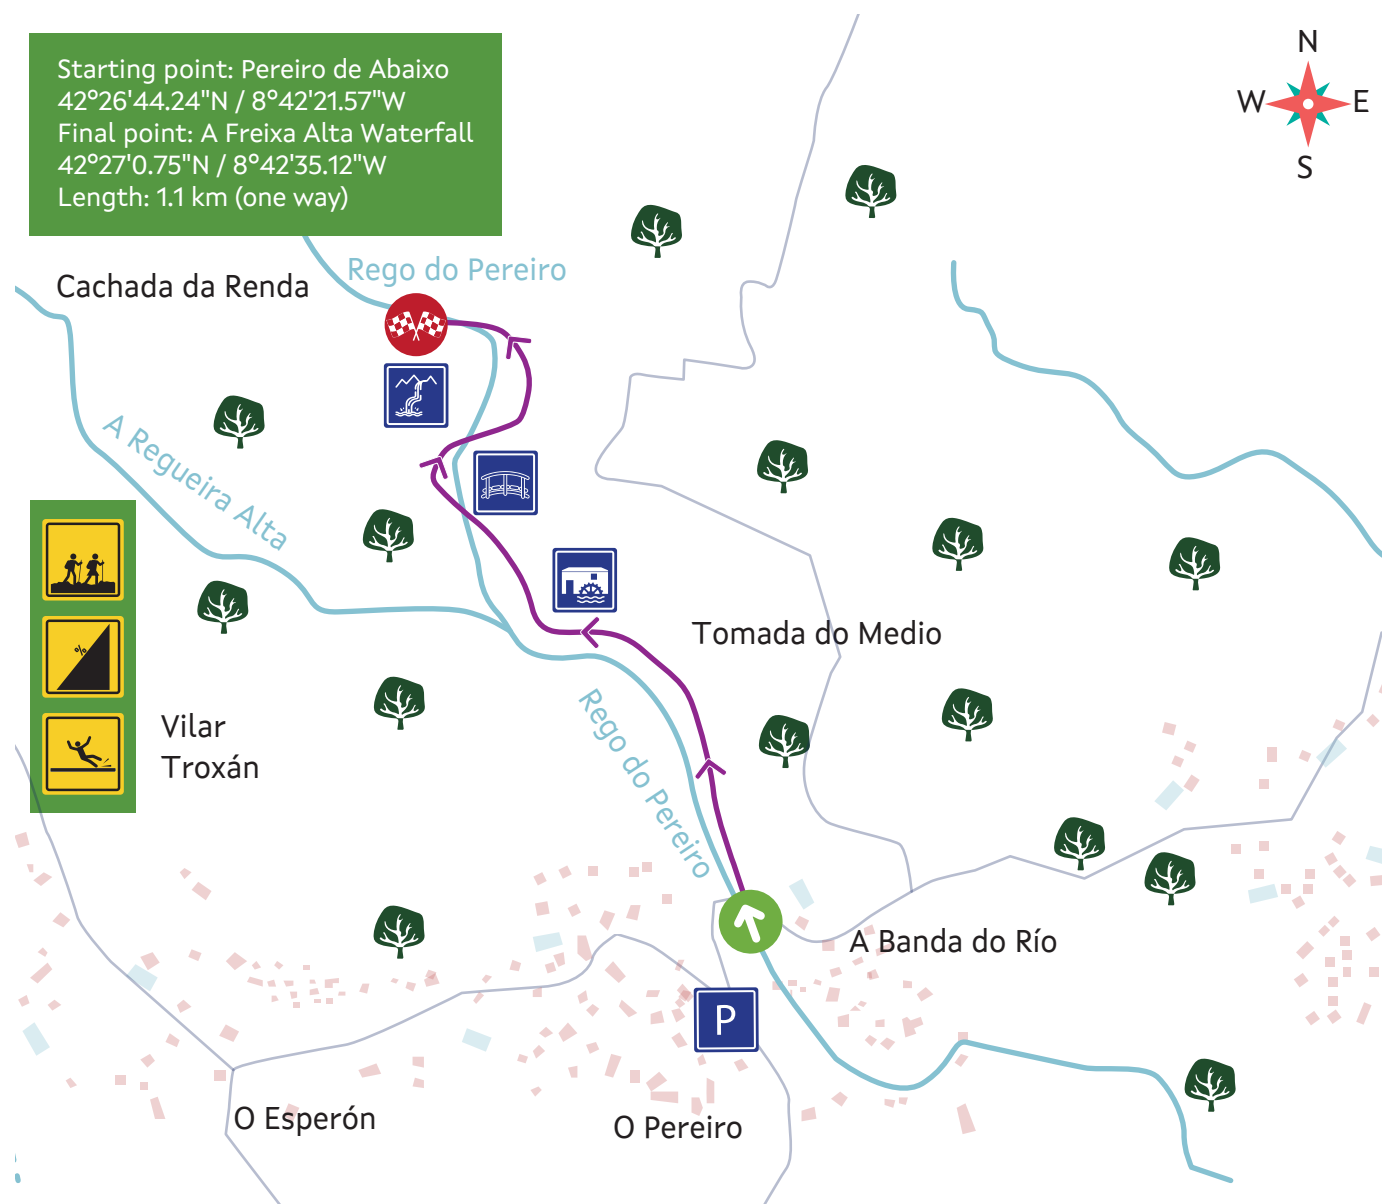 Starting point: Pereiro de Abaixo
42°26'44.24"N / 8°42'21.57"W
Final point: A Freixa Alta Waterfall
42°27'0.75"N / 8°42'35.12"W
Length: 1.1 km (one way)
N
W
E
S
Rego do Pereiro
Cachada da Renda
A Regueira Alta
%
Tomada do Medio
Rego do Pereiro
Vilar
Troxán
A Banda do Río
P
O Esperón
O Pereiro